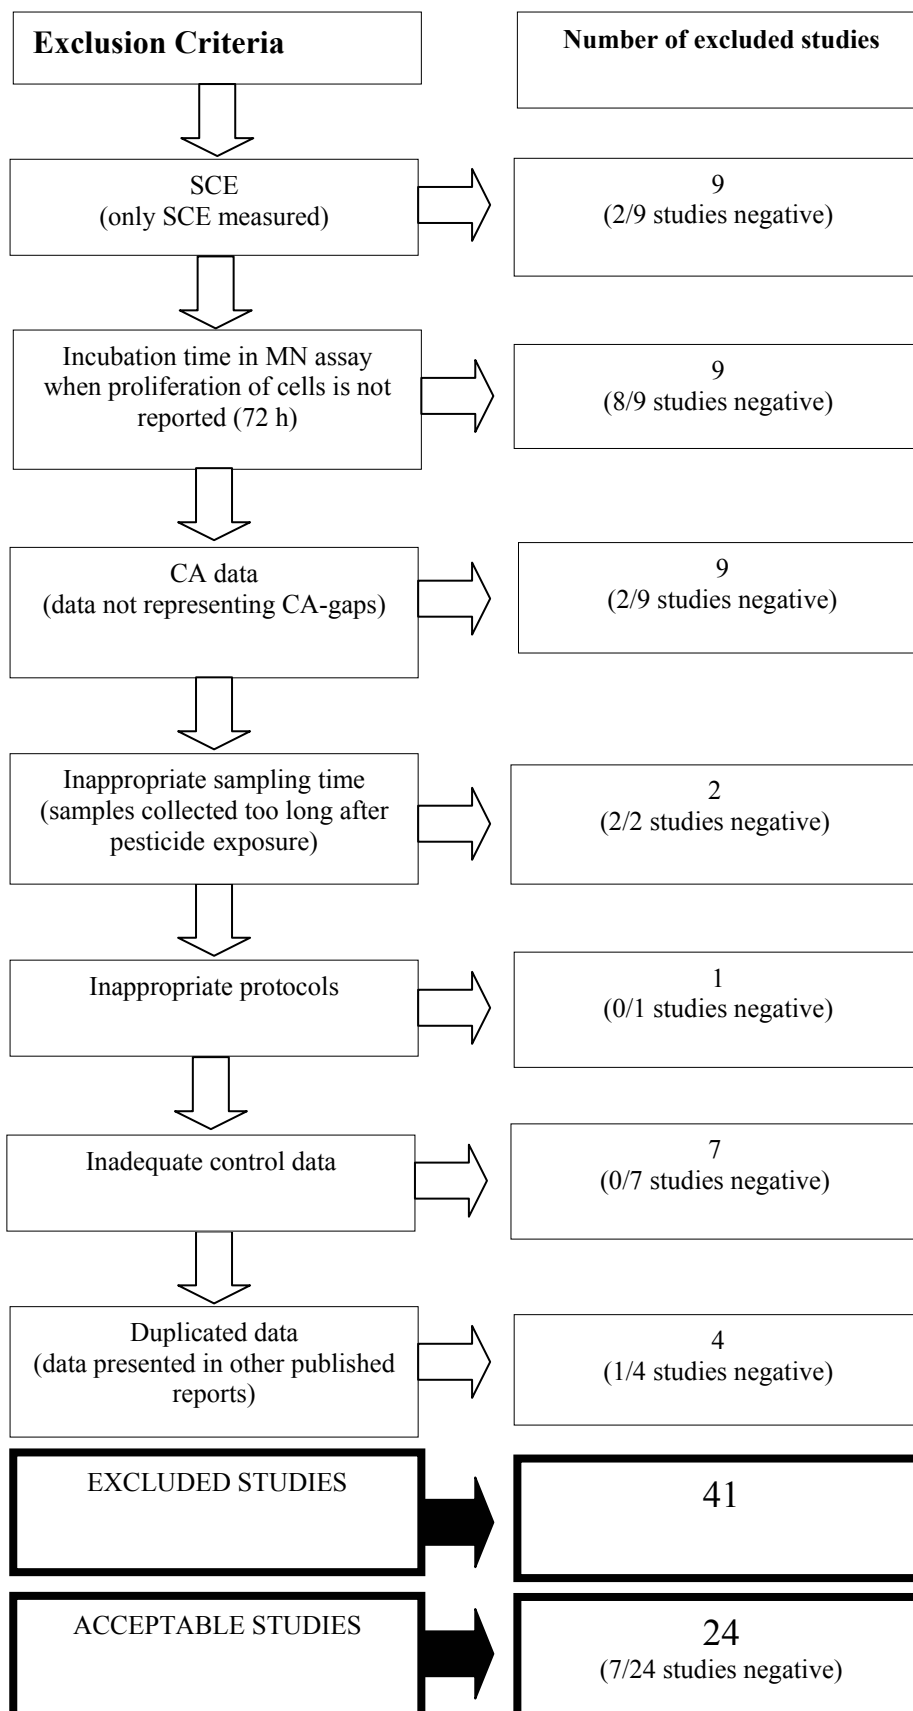 Exclusion Criteria
Number of excluded studies
SCE
(only SCE measured)
9
(2/9 studies negative)
Incubation time in MN assay
when proliferation of cells is not
reported (72 h)
9
(8/9 studies negative)
CA data
(data not representing CA-gaps)
9
(2/9 studies negative)
Inappropriate sampling time
(samples collected too long after
pesticide exposure)
2
(2/2 studies negative)
Inappropriate protocols
1
(0/1 studies negative)
Inadequate control data
7
(0/7 studies negative)
Duplicated data
(data presented in other published
reports)
4
(1/4 studies negative)
EXCLUDED STUDIES
41
ACCEPTABLE STUDIES
24
(7/24 studies negative)